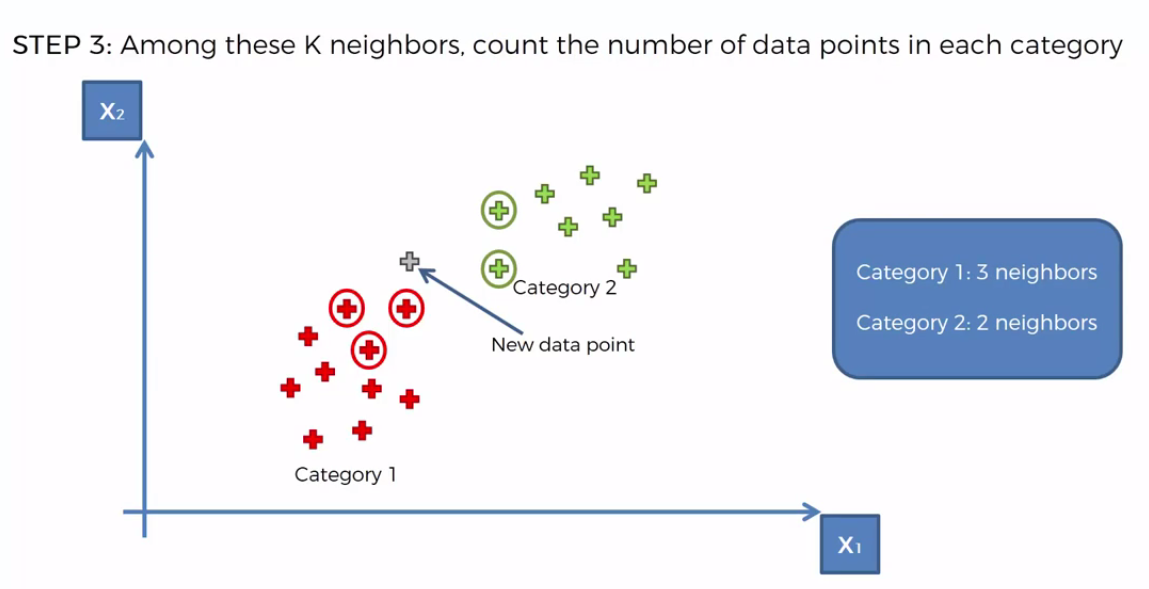 STEP 3: Among these K neighbors, count the number of data points in each category
X2
Category 2
New data point
Category 1
Category 1: 3 neighbors
Category 2: 2 neighbors
X1